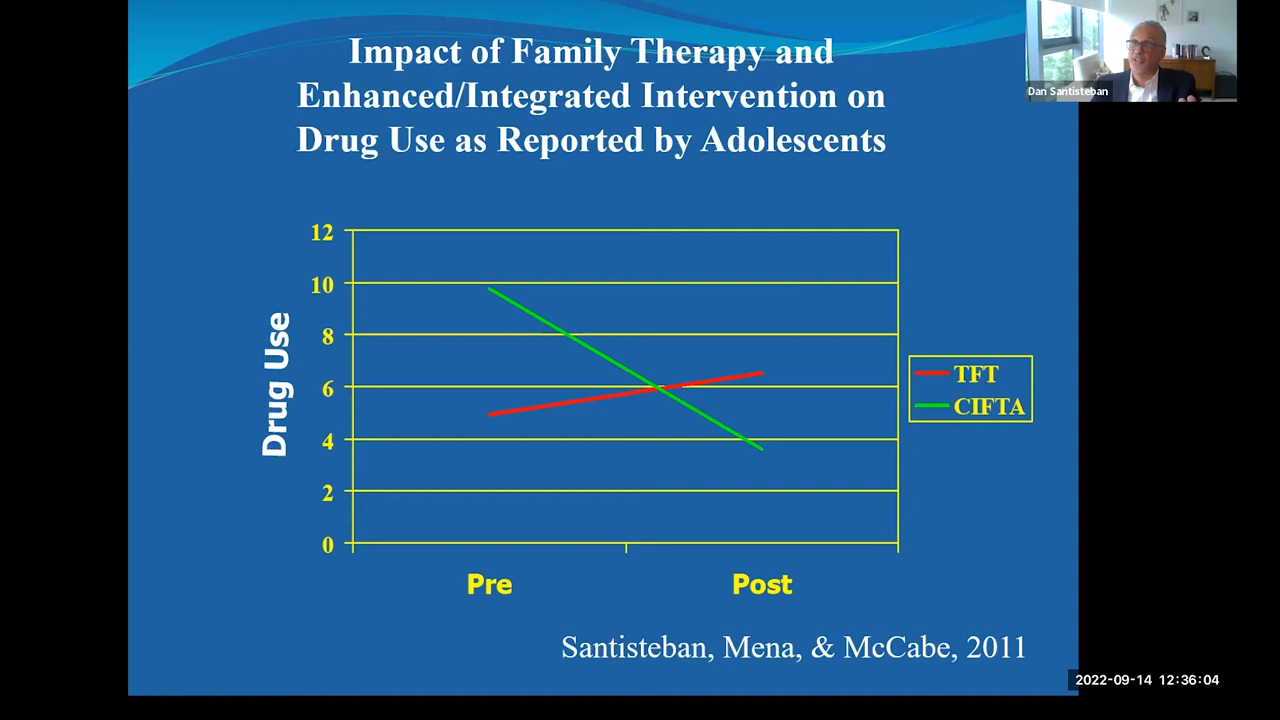 Impact of Family Therapy and
Enhanced/Integrated Intervention on
Drug Use as Reported by Adolescents
Dan Santisteban
12
10
8
6
4
2
0
Drug Use
Pre
Post
TFT
CIFTA
Santisteban, Mena, & McCabe, 2011
2022-09-14 12:36:04